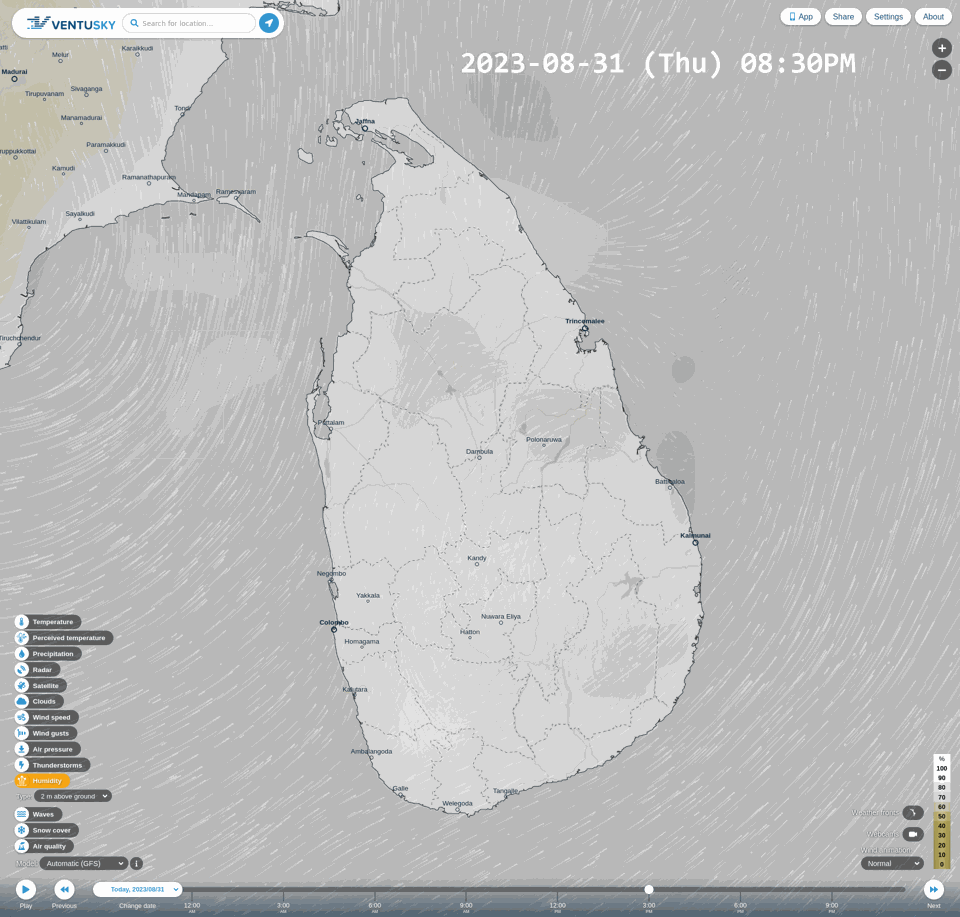 VENTUSKY
Search for location...
App
Share
Settings
About
2023-08-31 (Thu) 08:30PM
+
−
Karaikkudi
Melur
Madurai
Sivaganga
Tirupuvanam
Tondi
Manamadurai
Jaffna
Paramakkudi
ruppukkottai
Kamudi
Ramanathapuram
Mandapam
Rameswaram
Sayalkudi
Vilattikulam
Tiruchchendur
Trincomalee
Puttalam
Polonaruwa
Dambula
Batticaloa
Kalmunai
Kandy
Negombo
Yakkala
Nuwara Eliya
Colombo
Hatton
Homagama
Kalutara
Ambalangoda
Galle
Tangalle
Weligoda
Temperature
Perceived temperature
Precipitation
Radar
Satellite
Clouds
Wind speed
Wind gusts
Air pressure
Thunderstorms
Humidity
Type: 2 m above ground
Waves
Snow cover
Air quality
Model: Automatic (GFS)
i
%
100
90
80
70
60
50
40
30
20
10
0
Weather fronts
Webcams
Wind animation:
Normal
Play
Previous
Today, 2023/08/31
Change date
12:00
AM
3:00
AM
6:00
AM
9:00
AM
12:00
PM
3:00
PM
6:00
PM
9:00
PM
Next